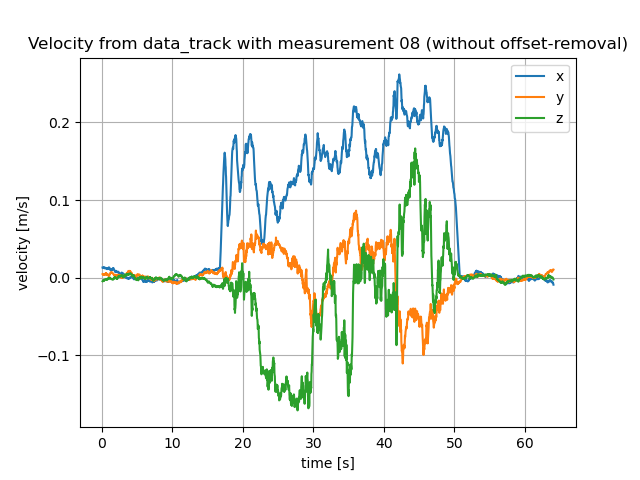 Velocity from data_track with measurement 08 (without offset-removal)
x
y
z
0.2
0.1
0.0
−0.1
velocity [m/s]
0 10 20 30 40 50 60
time [s]